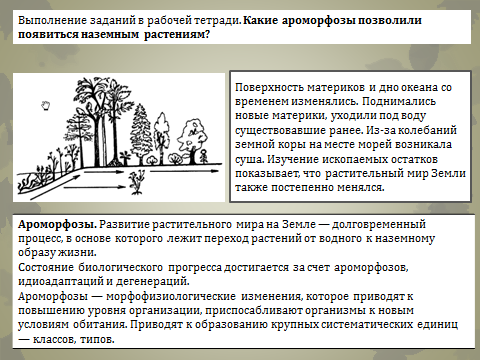 Выполнение заданий в рабочей тетради. Какие ароморфозы позволили
появиться наземным растениям?
Поверхность материков и дно океана со
временем изменялись. Поднимались
новые материки, уходили под воду
существовавшие ранее. Из-за колебаний
земной коры на месте морей возникала
суша. Изучение ископаемых остатков
показывает, что растительный мир Земли
также постепенно менялся.
Ароморфозы. Развитие растительного мира на Земле — долговременный
процесс, в основе которого лежит переход растений от водного к наземному
образу жизни.
Состояние биологического прогресса достигается за счет ароморфозов,
идиоадаптаций и дегенераций.
Ароморфозы — морфофизиологические изменения, которое приводят к
повышению уровня организации, приспосабливают организмы к новым
условиям обитания. Приводят к образованию крупных систематических единиц
— классов, типов.